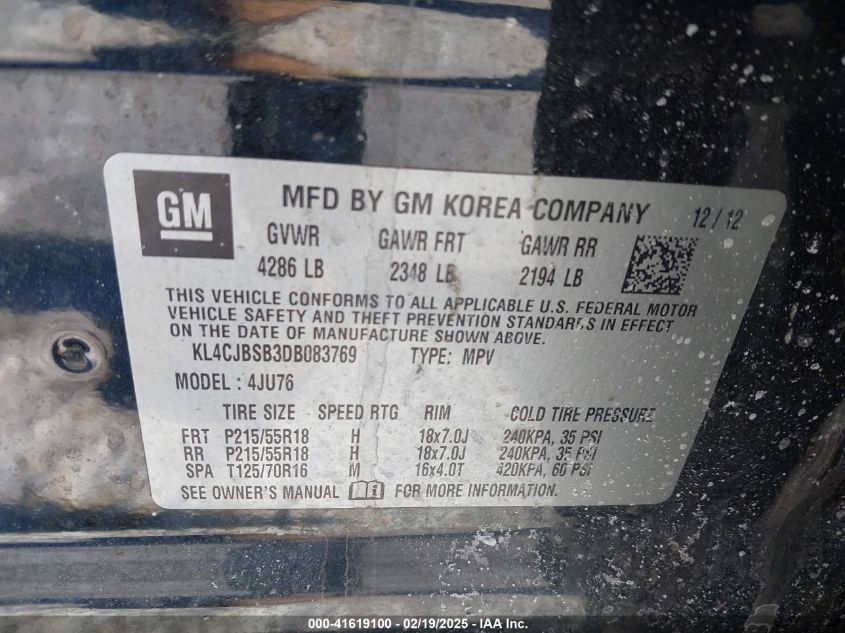 GM
MFD BY GM KOREA COMPANY 12/12
GVWR GAWR FRT GAWR RR
4286 LB 2348 LB 2194 LB
THIS VEHICLE CONFORMS TO ALL APPLICABLE U.S. FEDERAL MOTOR
VEHICLE SAFETY AND THEFT PREVENTION STANDARDS IN EFFECT
ON THE DATE OF MANUFACTURE SHOWN ABOVE.
KL4CJBSB3DB083769 TYPE: MPV
MODEL: 4JU76
TIRE SIZE SPEED RTG RIM COLD TIRE PRESSURE
FRT P215/55R18 H 18x7.0J 240KPA, 35 PSI
RR P215/55R18 H 18x7.0J 240KPA, 35 PSI
SPA T125/70R16 M 16x4.0T 420KPA, 60 PSI
SEE OWNER'S MANUAL FOR MORE INFORMATION.
000-41619100 - 02/19/2025 - IAA Inc.